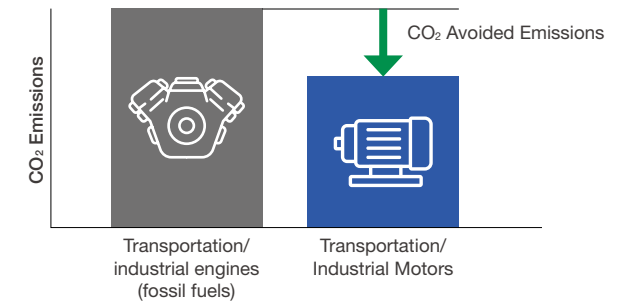 CO₂ Avoided Emissions
CO₂ Emissions
Transportation/
industrial engines
(fossil fuels)
Transportation/
Industrial Motors